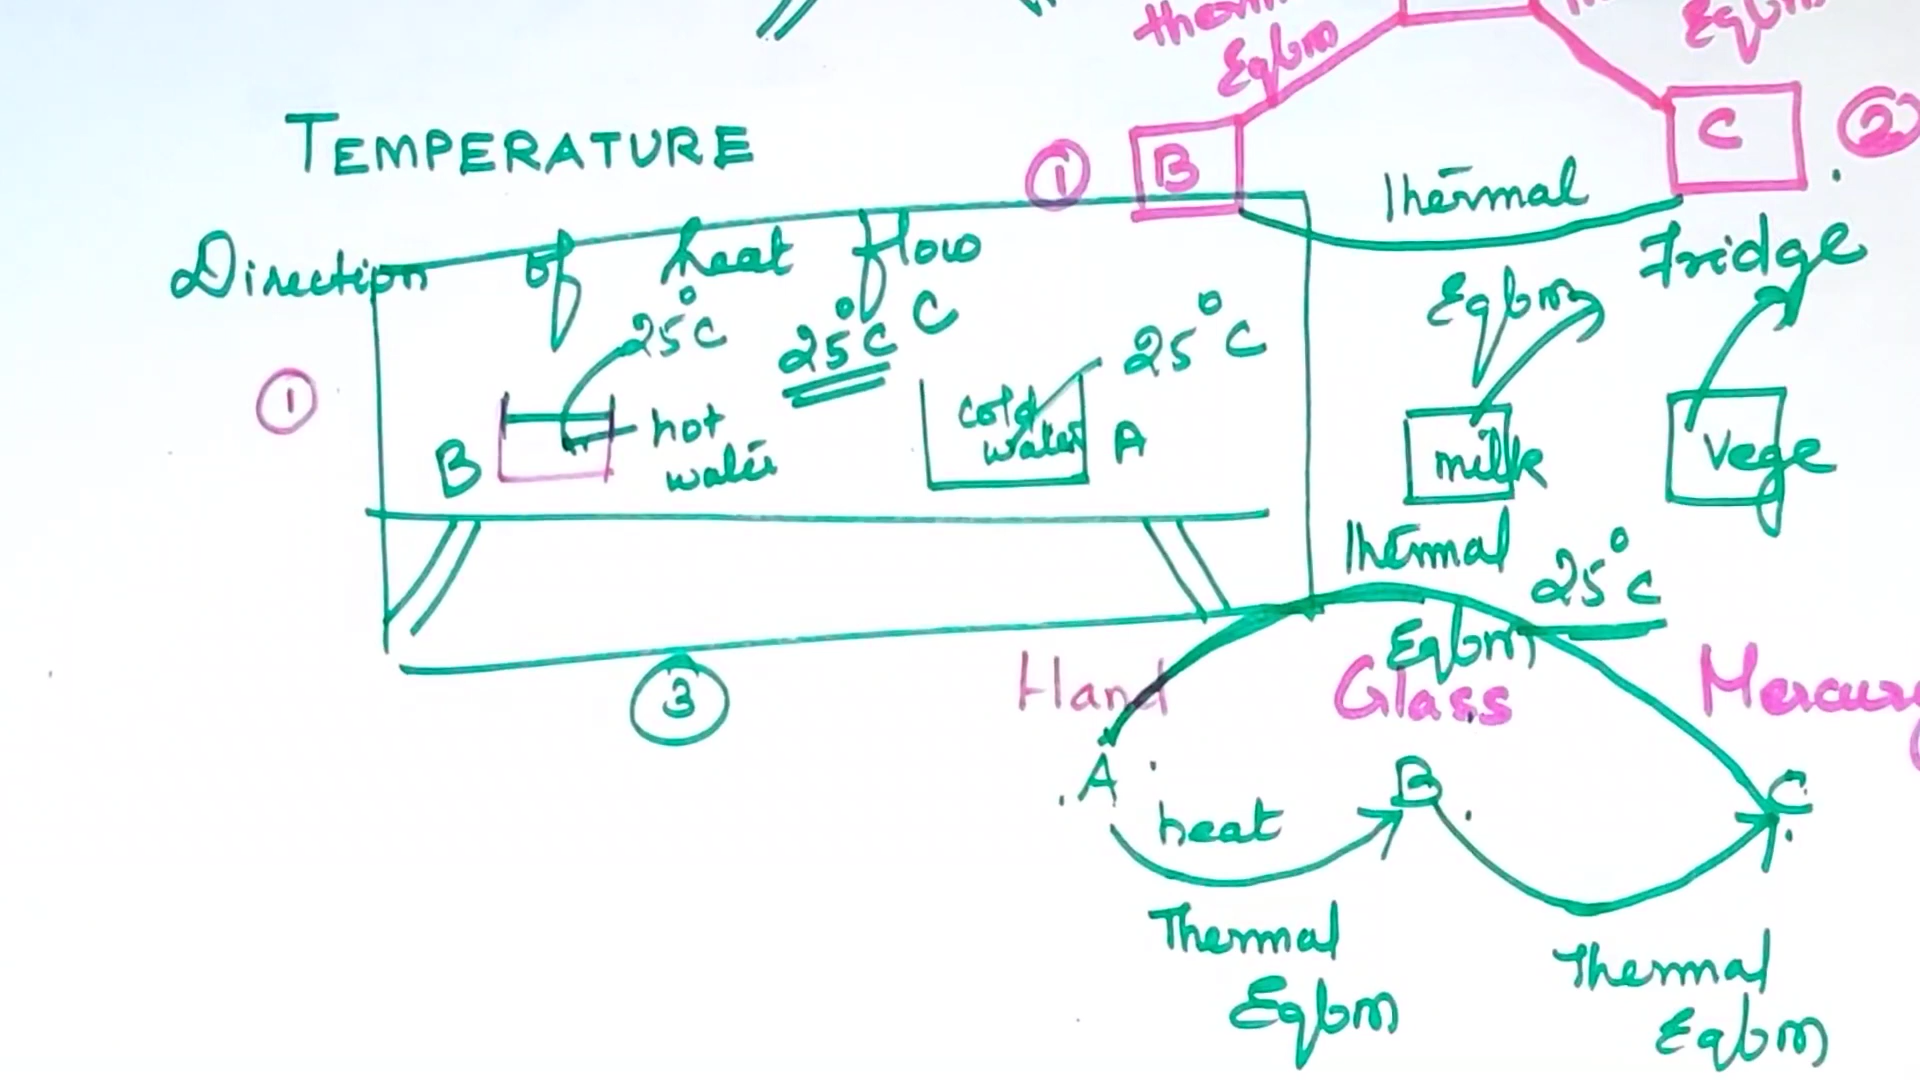 Eqbm
Eqbm
TEMPERATURE
① B
C ②
Thermal
Eqbm
Direction of heat flow
Fridge
25°C
25°C C
25°C
①
B
hot
water
cold
water
A
milk
Vege
Thermal
Eqbm
25°C
③
Hand
Glass
Mercury
A
heat
B
C
Thermal
Eqbm
Thermal
Eqbm